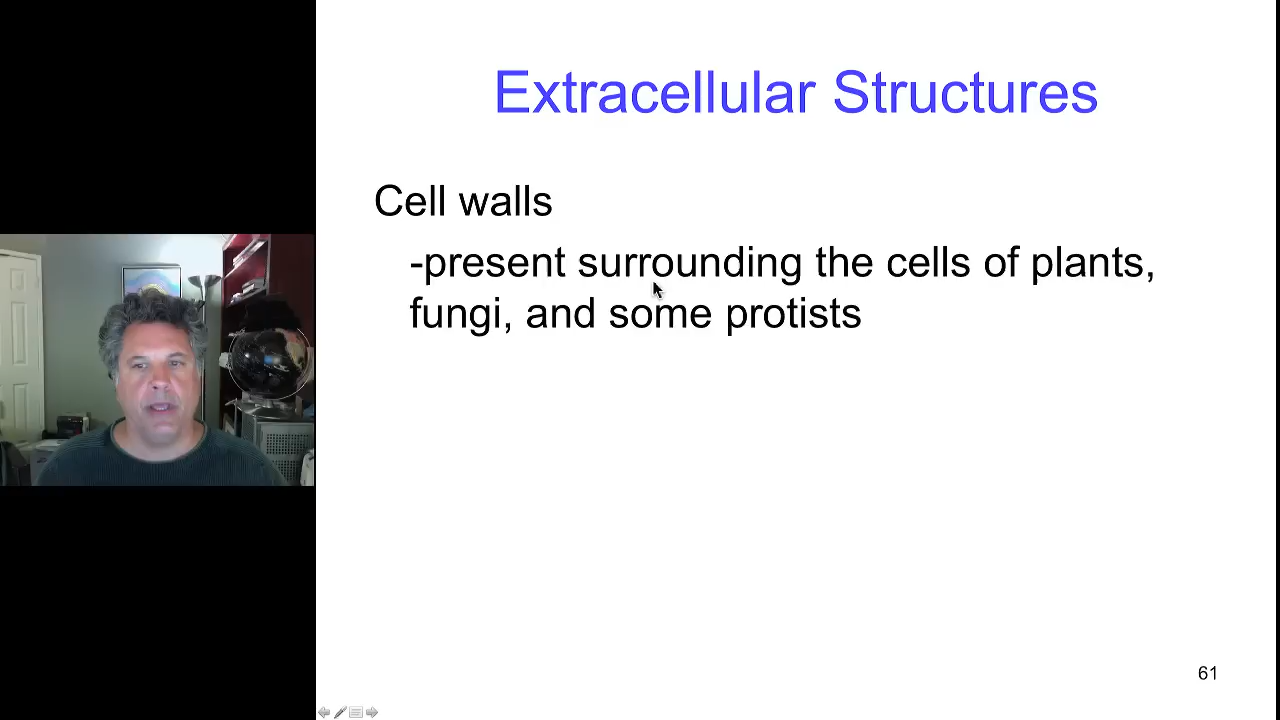 Extracellular Structures
Cell walls
-present surrounding the cells of plants,
fungi, and some protists
61